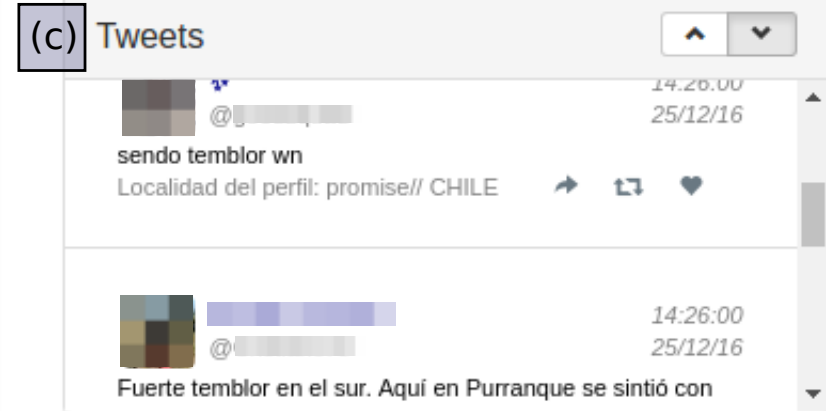 (c) Tweets
14:26:00
@
25/12/16
sendo temblor wn
Localidad del perfil: promise// CHILE
14:26:00
@
25/12/16
Fuerte temblor en el sur. Aquí en Purranque se sintió con